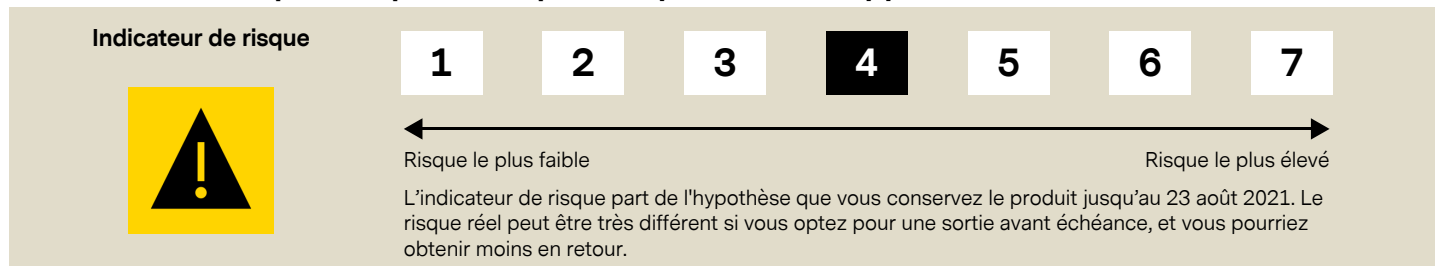 Indicateur de risque
1 2 3 4 5 6 7
Risque le plus faible Risque le plus élevé
L’indicateur de risque part de l'hypothèse que vous conservez le produit jusqu’au 23 août 2021. Le
risque réel peut être très différent si vous optez pour une sortie avant échéance, et vous pourriez
obtenir moins en retour.